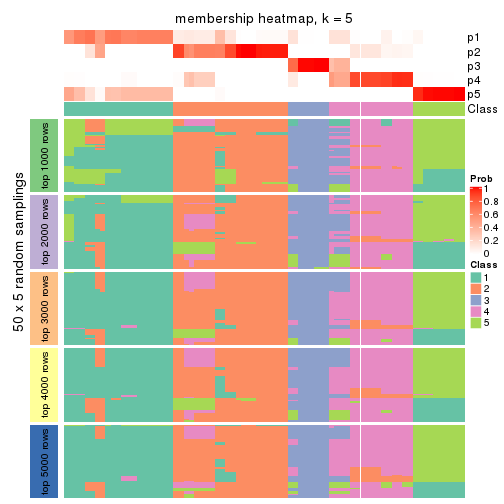 membership heatmap, k = 5
p1
p2
p3
p4
p5
Class
50 x 5 random samplings
top 1000 rows
top 2000 rows
top 3000 rows
top 4000 rows
top 5000 rows
Prob
1
0.8
0.6
0.4
0.2
0
Class
1
2
3
4
5